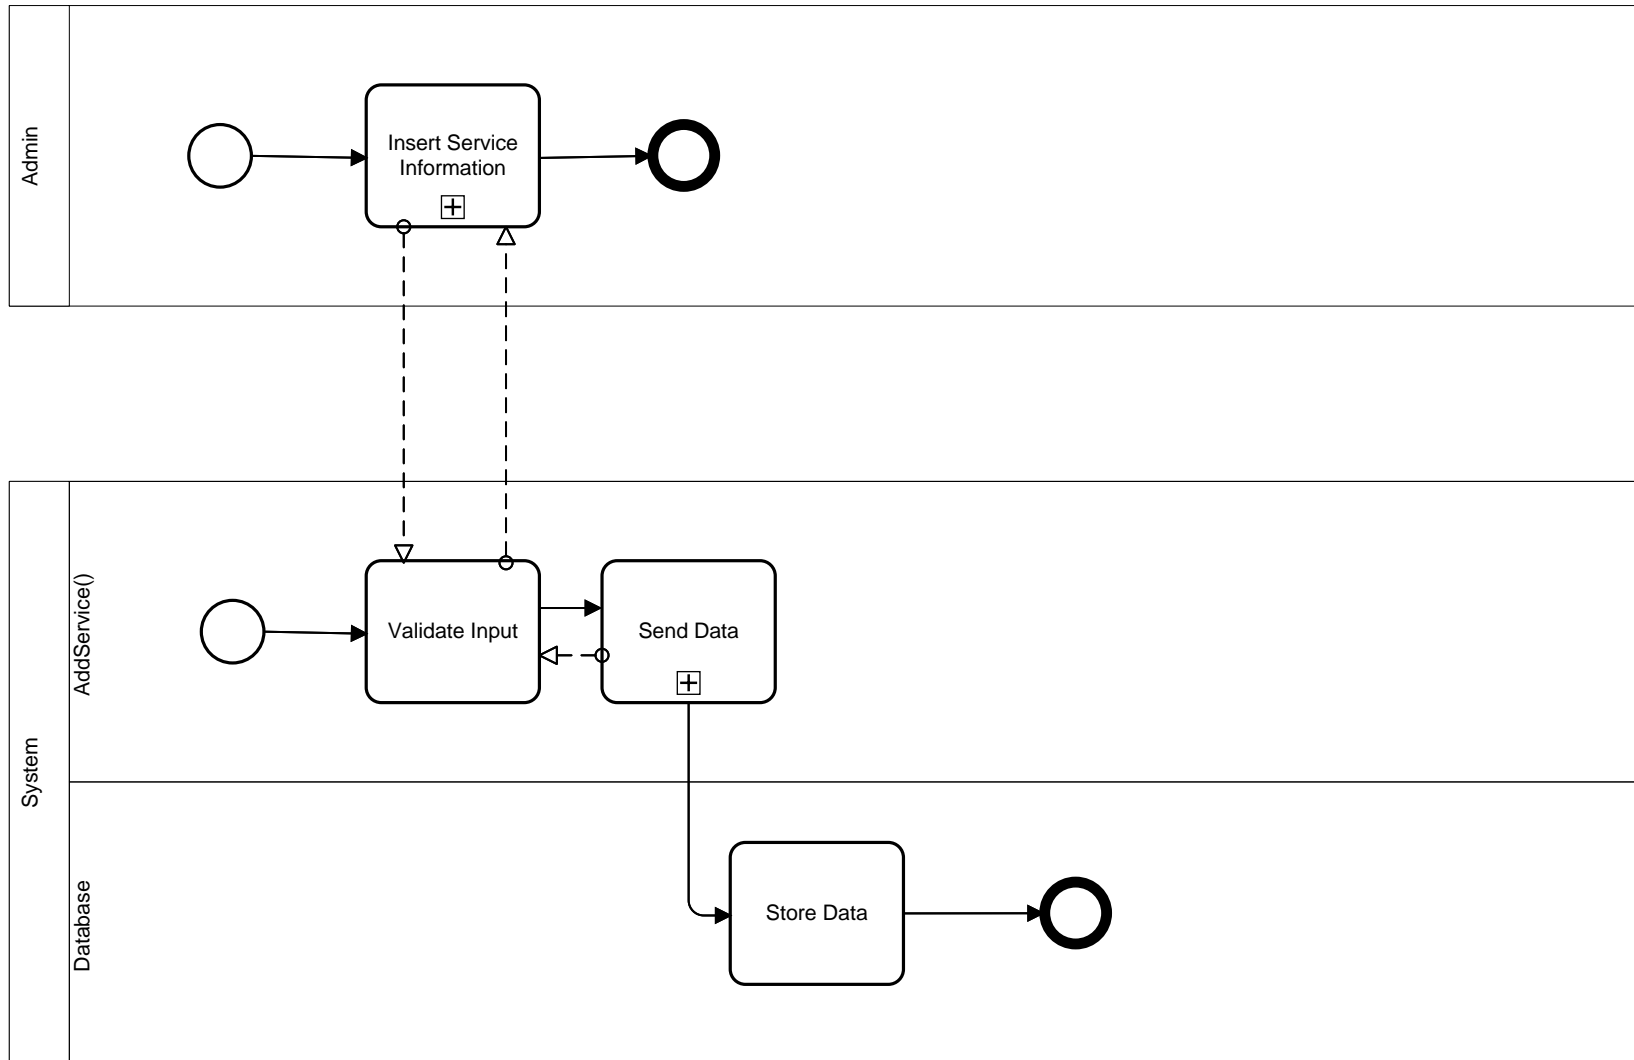 Admin
Insert Service
Information
System
AddService()
Validate Input
Send Data
Database
Store Data